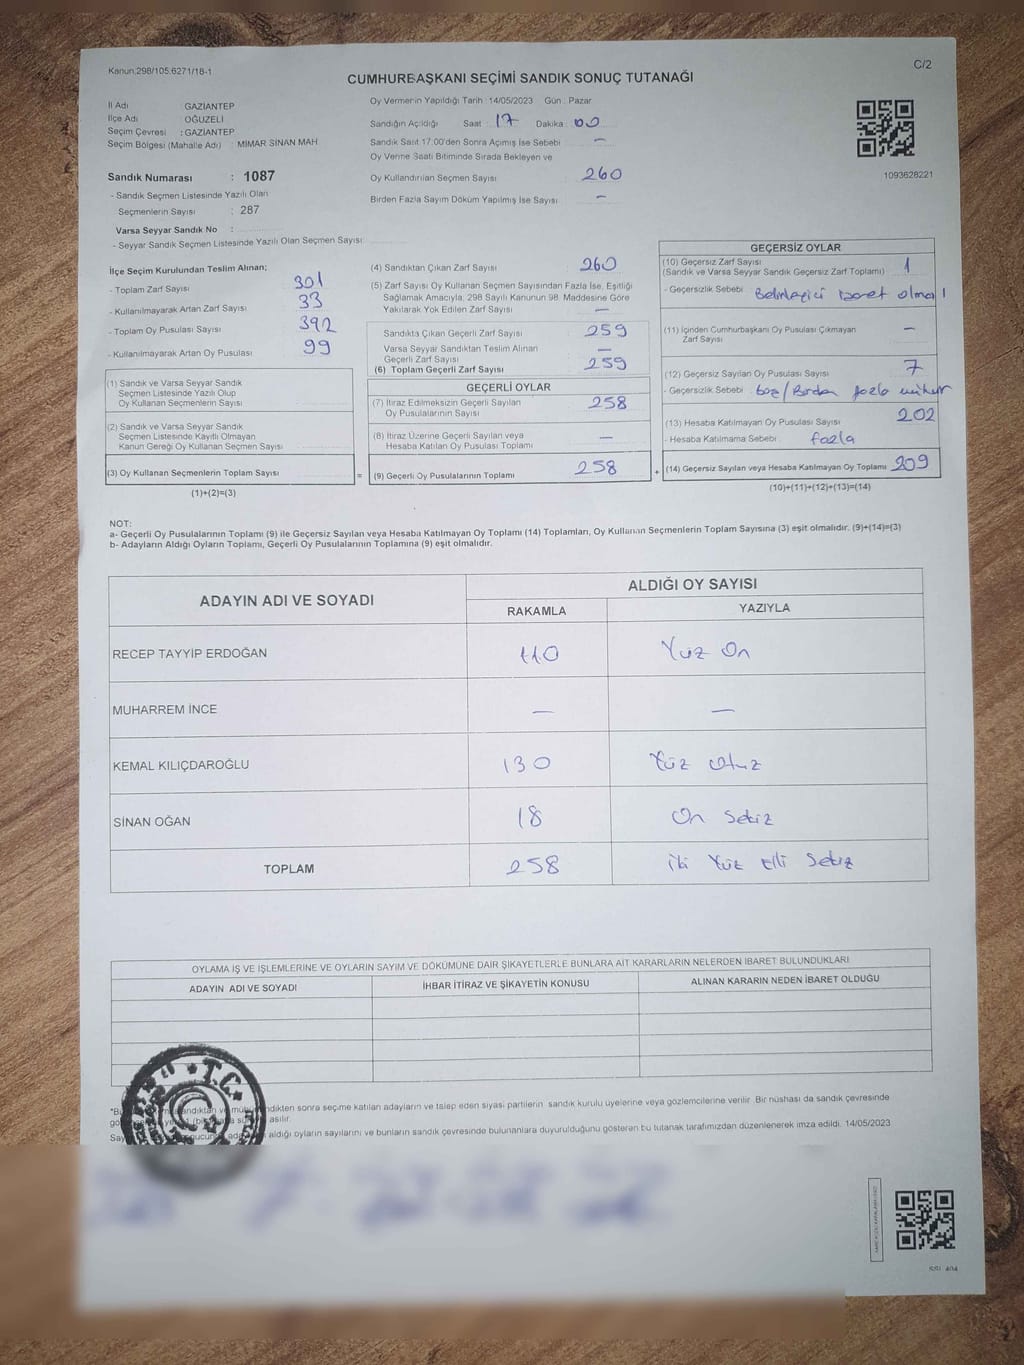 Kanun:298/105;6271/18-1
C/2
CUMHURBAŞKANI SEÇİMİ SANDIK SONUÇ TUTANAĞI
İl Adı GAZİANTEP
İlçe Adı OĞUZELİ
Seçim Çevresi : GAZİANTEP
Seçim Bölgesi (Mahalle Adı) : MİMAR SİNAN MAH
Sandık Numarası : 1087
- Sandık Seçmen Listesinde Yazılı Olan
Seçmenlerin Sayısı : 287
Varsa Seyyar Sandık No :
- Seyyar Sandık Seçmen Listesinde Yazılı Olan Seçmen Sayısı:
Oy Vermenin Yapıldığı Tarih :14/05/2023 Gün : Pazar
Sandığın Açıldığı Saat : 17 Dakika : 00
Sandık Saat 17:00'den Sonra Açımış İse Sebebi : —
Oy Verme Saati Bitiminde Sırada Bekleyen ve
Oy Kullandırılan Seçmen Sayısı : 260
Birden Fazla Sayım Döküm Yapılmış İse Sayısı : —
1093628221
İlçe Seçim Kurulundan Teslim Alınan;
- Toplam Zarf Sayısı 301
- Kullanılmayarak Artan Zarf Sayısı 33
- Toplam Oy Pusulası Sayısı 392
- Kullanılmayarak Artan Oy Pusulası 99
(1) Sandık ve Varsa Seyyar Sandık
Seçmen Listesinde Yazılı Olup
Oy Kullanan Seçmenlerin Sayısı
(2) Sandık ve Varsa Seyyar Sandık
Seçmen Listesinde Kayıtlı Olmayan
Kanun Gereği Oy Kullanan Seçmen Sayısı
(3) Oy Kullanan Seçmenlerin Toplam Sayısı =
(1)+(2)=(3)
(4) Sandıktan Çıkan Zarf Sayısı 260
(5) Zarf Sayısı Oy Kullanan Seçmen Sayısından Fazla İse, Eşitliği
Sağlamak Amacıyla, 298 Sayılı Kanunun 98. Maddesine Göre
Yakılarak Yok Edilen Zarf Sayısı —
Sandıkta Çıkan Geçerli Zarf Sayısı 259
Varsa Seyyar Sandıktan Teslim Alınan
Geçerli Zarf Sayısı —
(6) Toplam Geçerli Zarf Sayısı 259
GEÇERLİ OYLAR
(7) İtiraz Edilmeksizin Geçerli Sayılan
Oy Pusulalarının Sayısı 258
(8) İtiraz Üzerine Geçerli Sayılan veya
Hesaba Katılan Oy Pusulası Toplamı —
(9) Geçerli Oy Pusulalarının Toplamı 258 +
GEÇERSİZ OYLAR
(10) Geçersiz Zarf Sayısı
(Sandık ve Varsa Seyyar Sandık Geçersiz Zarf Toplamı) 1
- Geçersizlik Sebebi : Belirleyici işaret olması
(11) İçinden Cumhurbaşkanı Oy Pusulası Çıkmayan
Zarf Sayısı —
(12) Geçersiz Sayılan Oy Pusulası Sayısı 7
- Geçersizlik Sebebi : boş/Birden fazla mühür
(13) Hesaba Katılmayan Oy Pusulası Sayısı 202
- Hesaba Katılmama Sebebi : fazla
(14) Geçersiz Sayılan veya Hesaba Katılmayan Oy Toplamı 209
(10)+(11)+(12)+(13)=(14)
NOT:
a- Geçerli Oy Pusulalarının Toplamı (9) ile Geçersiz Sayılan veya Hesaba Katılmayan Oy Toplamı (14) Toplamları, Oy Kullanan Seçmenlerin Toplam Sayısına (3) eşit olmalıdır. (9)+(14)=(3)
b- Adayların Aldığı Oyların Toplamı, Geçerli Oy Pusulalarının Toplamına (9) eşit olmalıdır.
ADAYIN ADI VE SOYADI ALDIĞI OY SAYISI
RAKAMLA YAZIYLA
RECEP TAYYİP ERDOĞAN 110 Yüz On
MUHARREM İNCE — —
KEMAL KILIÇDAROĞLU 130 Yüz Otuz
SİNAN OĞAN 18 On Sekiz
TOPLAM 258 İki Yüz Elli Sekiz
OYLAMA İŞ VE İŞLEMLERİNE VE OYLARIN SAYIM VE DÖKÜMÜNE DAİR ŞİKAYETLERLE BUNLARA AİT KARARLARIN NELERDEN İBARET BULUNDUKLARI
ADAYIN ADI VE SOYADI İHBAR İTİRAZ VE ŞİKAYETİN KONUSU ALINAN KARARIN NEDEN İBARET OLDUĞU
T.C.
sonra seçime katılan adayların ve talep eden siyasi partilerin sandık kurulu üyelerine veya gözlemcilerine verilir. Bir nüshası da sandık çevresinde
asılır.
aldığı oyların sayılarını ve bunların sandık çevresinde bulunanlara duyurulduğunu gösteren bu tutanak tarafımızdan düzenlenerek imza edildi. 14/05/2023